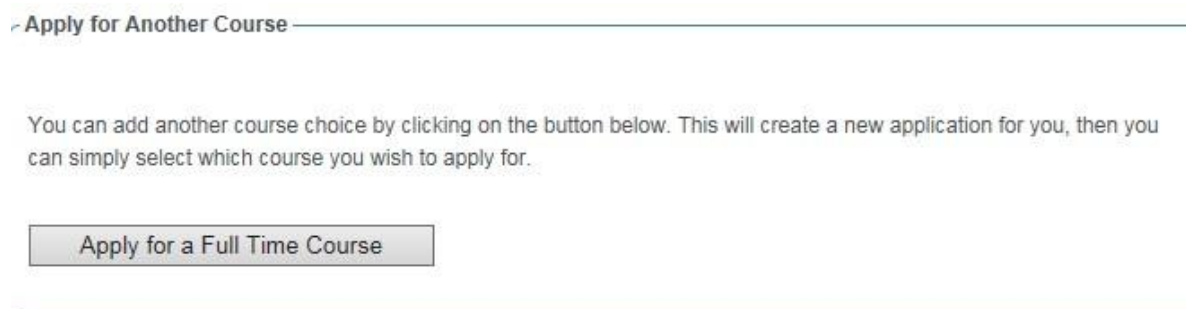 Apply for Another Course
You can add another course choice by clicking on the button below. This will create a new application for you, then you
can simply select which course you wish to apply for.
Apply for a Full Time Course